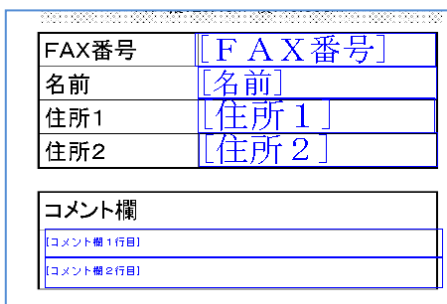 FAX番号 [ＦＡＸ番号]
名前 [名前]
住所1 [住所１]
住所2 [住所２]
コメント欄
[コメント欄１行目]
[コメント欄２行目]